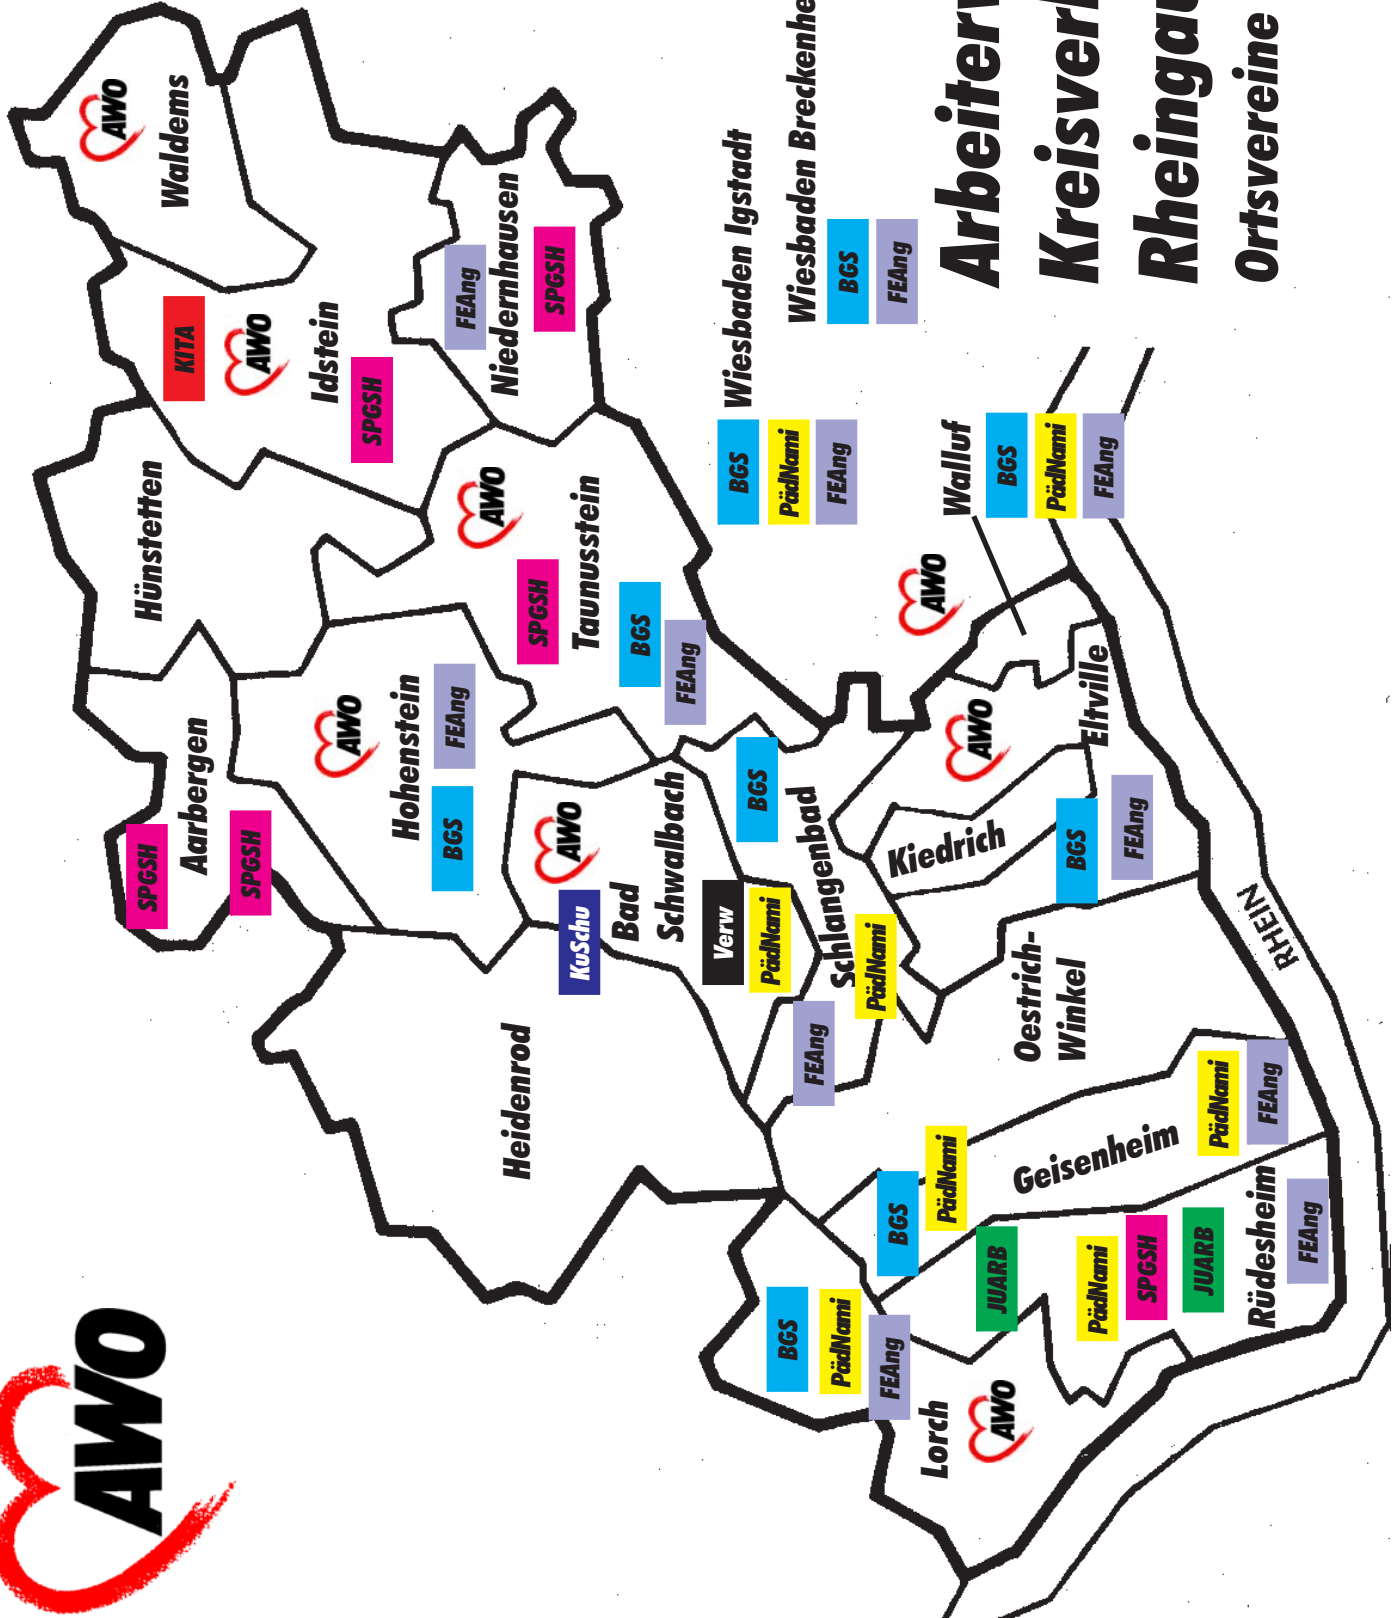 AWO
AWO
Waldems
KITA
AWO
Idstein
SPGSH
Hünstetten
SPGSH
Aarbergen
SPGSH
AWO
Hohenstein
FEAng
BGS
FEAng
Niedernhausen
SPGSH
AWO
SPGSH
Taunusstein
BGS
FEAng
Heidenrod
AWO
KuSchu
Bad
Schwalbach
Verw
PädNami
BGS
Schlangenbad
FEAng
PädNami
Wiesbaden Igstadt
BGS
PädNami
FEAng
Wiesbaden Breckenhe
BGS
FEAng
AWO
Walluf
BGS
PädNami
FEAng
AWO
Eltville
BGS
FEAng
Kiedrich
Oestrich-
Winkel
BGS
PädNami
Geisenheim
PädNami
FEAng
BGS
PädNami
FEAng
Lorch
AWO
JUARB
PädNami
SPGSH
JUARB
Rüdesheim
FEAng
RHEIN
Arbeiter
Kreisver
Rheingau
Ortsvereine